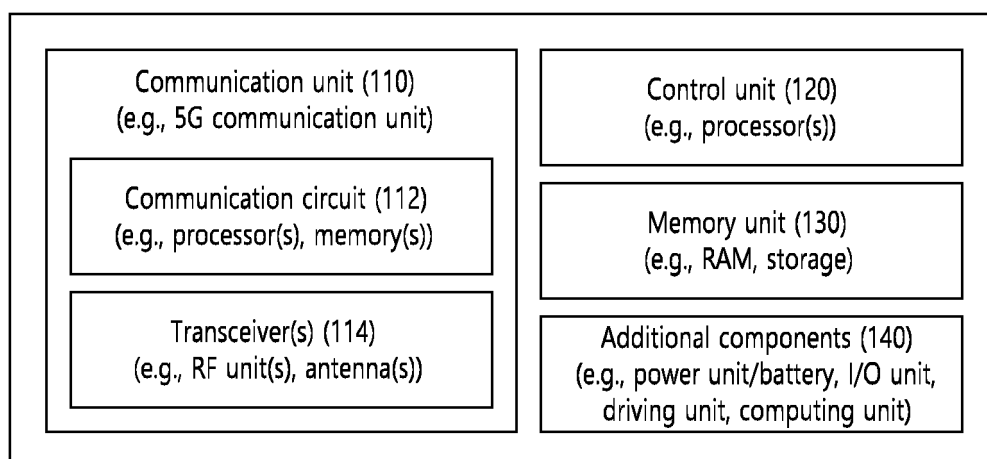 Communication unit (110)
(e.g., 5G communication unit)
Communication circuit (112)
(e.g., processor(s), memory(s))
Transceiver(s) (114)
(e.g., RF unit(s), antenna(s))
Control unit (120)
(e.g., processor(s))
Memory unit (130)
(e.g., RAM, storage)
Additional components (140)
(e.g., power unit/battery, I/O unit,
driving unit, computing unit)